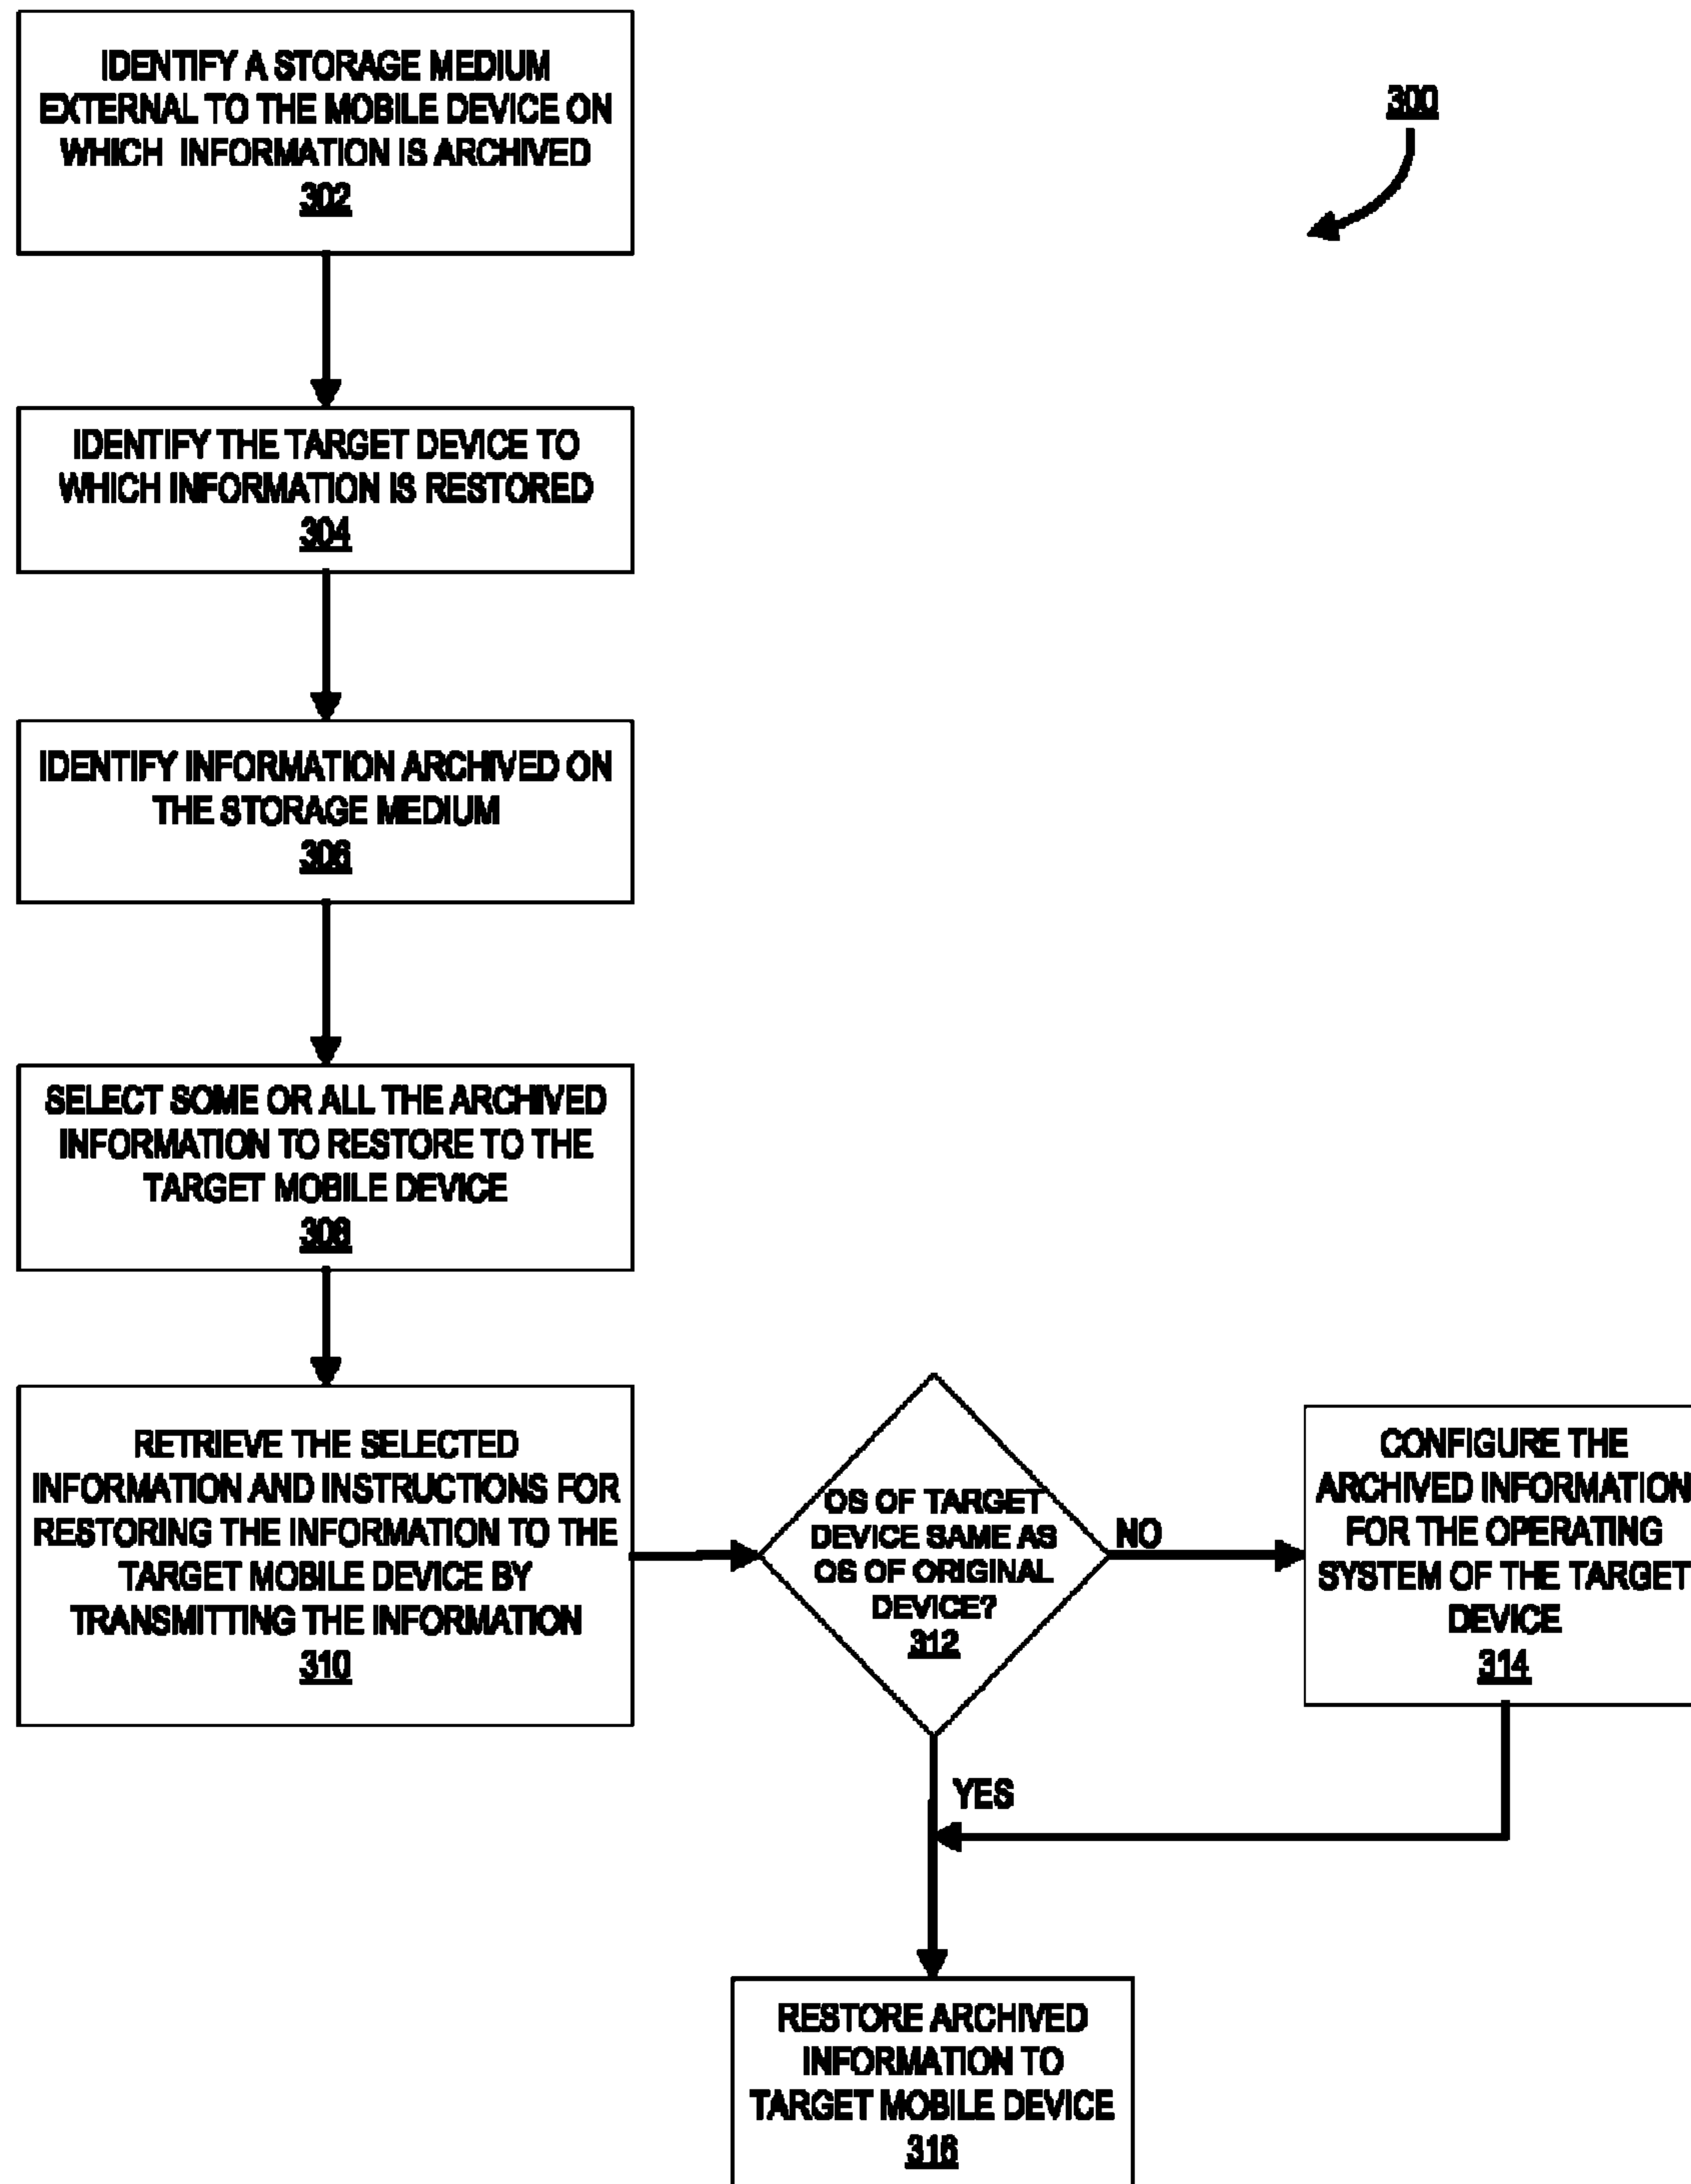 IDENTIFY A STORAGE MEDIUM
EXTERNAL TO THE MOBILE DEVICE ON
WHICH INFORMATION IS ARCHIVED
302
300
IDENTIFY THE TARGET DEVICE TO
WHICH INFORMATION IS RESTORED
304
IDENTIFY INFORMATION ARCHIVED ON
THE STORAGE MEDIUM
306
SELECT SOME OR ALL THE ARCHIVED
INFORMATION TO RESTORE TO THE
TARGET MOBILE DEVICE
308
RETRIEVE THE SELECTED
INFORMATION AND INSTRUCTIONS FOR
RESTORING THE INFORMATION TO THE
TARGET MOBILE DEVICE BY
TRANSMITTING THE INFORMATION
310
OS OF TARGET
DEVICE SAME AS
OS OF ORIGINAL
DEVICE?
312
NO
CONFIGURE THE
ARCHIVED INFORMATION
FOR THE OPERATING
SYSTEM OF THE TARGET
DEVICE
314
YES
RESTORE ARCHIVED
INFORMATION TO
TARGET MOBILE DEVICE
316